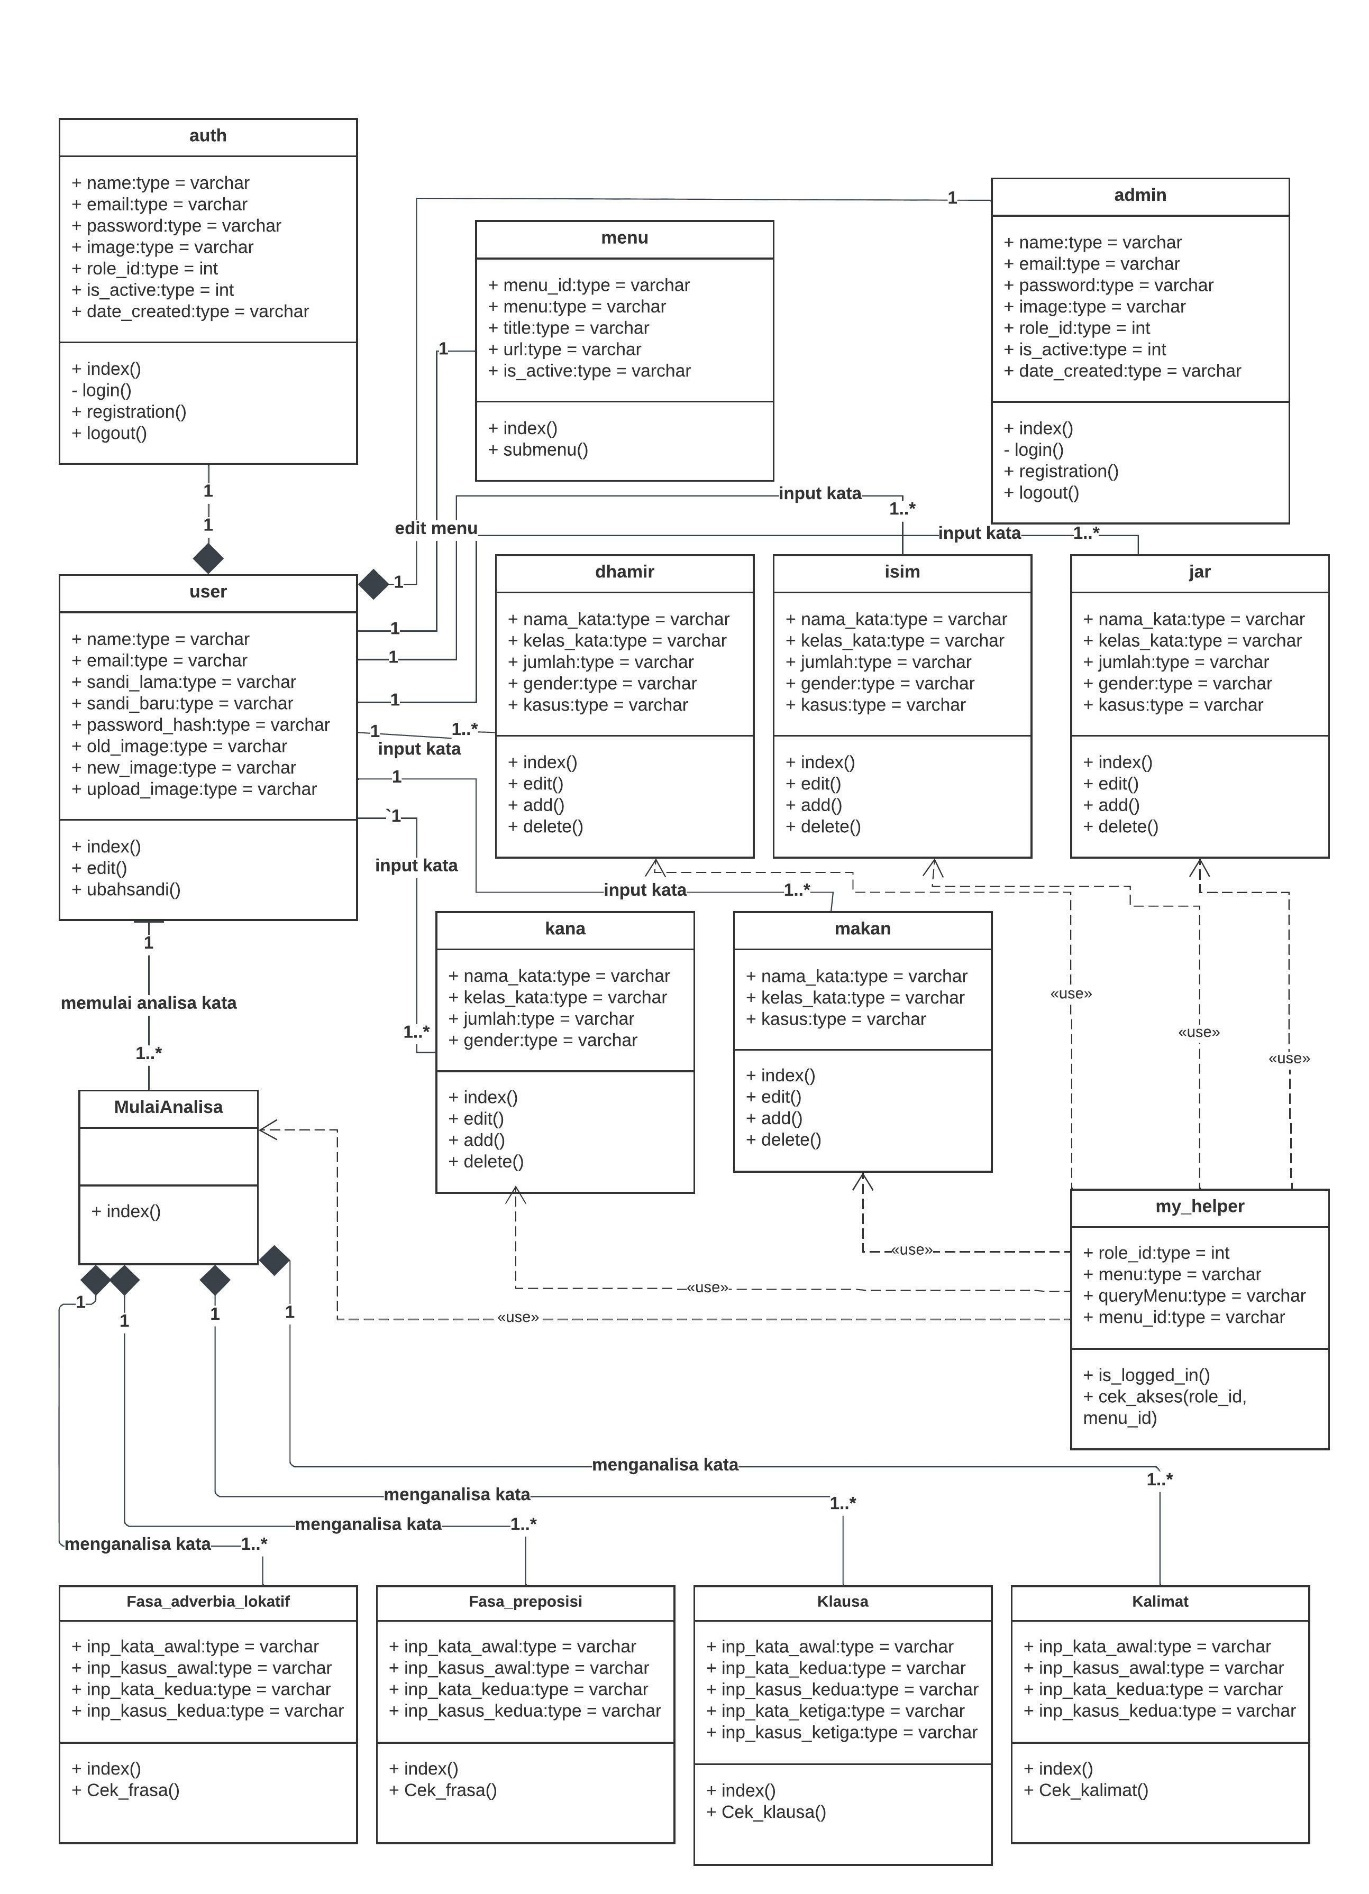 auth
+ name:type = varchar
+ email:type = varchar
+ password:type = varchar
+ image:type = varchar
+ role_id:type = int
+ is_active:type = int
+ date_created:type = varchar
+ index()
- login()
+ registration()
+ logout()
1
1
menu
+ menu_id:type = varchar
+ menu:type = varchar
+ title:type = varchar
+ url:type = varchar
+ is_active:type = varchar
+ index()
+ submenu()
1
1
admin
+ name:type = varchar
+ email:type = varchar
+ password:type = varchar
+ image:type = varchar
+ role_id:type = int
+ is_active:type = int
+ date_created:type = varchar
+ index()
- login()
+ registration()
+ logout()
input kata
1..*
edit menu
input kata
1..*
user
+ name:type = varchar
+ email:type = varchar
+ sandi_lama:type = varchar
+ sandi_baru:type = varchar
+ password_hash:type = varchar
+ old_image:type = varchar
+ new_image:type = varchar
+ upload_image:type = varchar
+ index()
+ edit()
+ ubahsandi()
1
1
1
1
1
1..*
input kata
1
`1
input kata
dhamir
+ nama_kata:type = varchar
+ kelas_kata:type = varchar
+ jumlah:type = varchar
+ gender:type = varchar
+ kasus:type = varchar
+ index()
+ edit()
+ add()
+ delete()
isim
+ nama_kata:type = varchar
+ kelas_kata:type = varchar
+ jumlah:type = varchar
+ gender:type = varchar
+ kasus:type = varchar
+ index()
+ edit()
+ add()
+ delete()
jar
+ nama_kata:type = varchar
+ kelas_kata:type = varchar
+ jumlah:type = varchar
+ gender:type = varchar
+ kasus:type = varchar
+ index()
+ edit()
+ add()
+ delete()
input kata
1..*
1
memulai analisa kata
1..*
1..*
kana
+ nama_kata:type = varchar
+ kelas_kata:type = varchar
+ jumlah:type = varchar
+ gender:type = varchar
+ index()
+ edit()
+ add()
+ delete()
makan
+ nama_kata:type = varchar
+ kelas_kata:type = varchar
+ kasus:type = varchar
+ index()
+ edit()
+ add()
+ delete()
«use»
«use»
«use»
MulaiAnalisa
+ index()
my_helper
+ role_id:type = int
+ menu:type = varchar
+ queryMenu:type = varchar
+ menu_id:type = varchar
+ is_logged_in()
+ cek_akses(role_id,
menu_id)
«use»
«use»
«use»
1
1
1
1
menganalisa kata
1..*
menganalisa kata
1..*
menganalisa kata
1..*
menganalisa kata
1..*
Fasa_adverbia_lokatif
+ inp_kata_awal:type = varchar
+ inp_kasus_awal:type = varchar
+ inp_kata_kedua:type = varchar
+ inp_kasus_kedua:type = varchar
+ index()
+ Cek_frasa()
Fasa_preposisi
+ inp_kata_awal:type = varchar
+ inp_kasus_awal:type = varchar
+ inp_kata_kedua:type = varchar
+ inp_kasus_kedua:type = varchar
+ index()
+ Cek_frasa()
Klausa
+ inp_kata_awal:type = varchar
+ inp_kata_kedua:type = varchar
+ inp_kasus_kedua:type = varchar
+ inp_kata_ketiga:type = varchar
+ inp_kasus_ketiga:type = varchar
+ index()
+ Cek_klausa()
Kalimat
+ inp_kata_awal:type = varchar
+ inp_kasus_awal:type = varchar
+ inp_kata_kedua:type = varchar
+ inp_kasus_kedua:type = varchar
+ index()
+ Cek_kalimat()